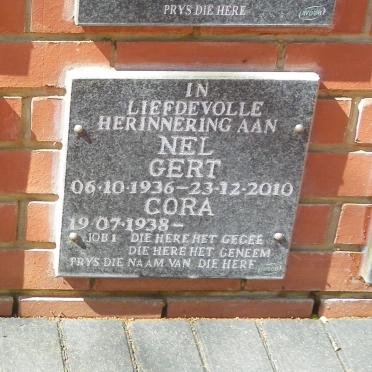 PRYS DIE HERE
IN
LIEFDEVOLLE
HERINNERING AAN
NEL
GERT
06·10·1936–23·12·2010
CORA
19·07·1938–
JOB 1 DIE HERE HET GEGEE
DIE HERE HET GENEEM
PRYS DIE NAAM VAN DIE HERE